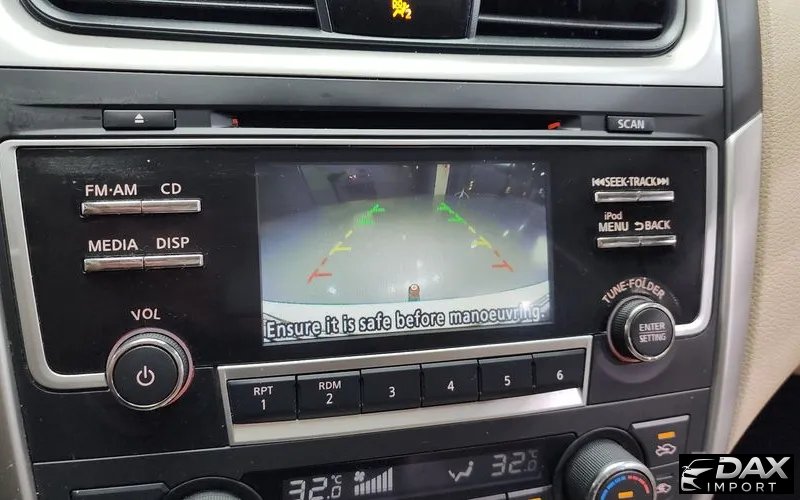 SCAN
FM·AM CD
SEEK·TRACK
iPod
MENU BACK
MEDIA DISP
TUNE·FOLDER
VOL
ENTER
SETTING
Ensure it is safe before manoeuvring.
RPT
1
RDM
2
3
4
5
6
32.0
32.0
DAX
IMPORT